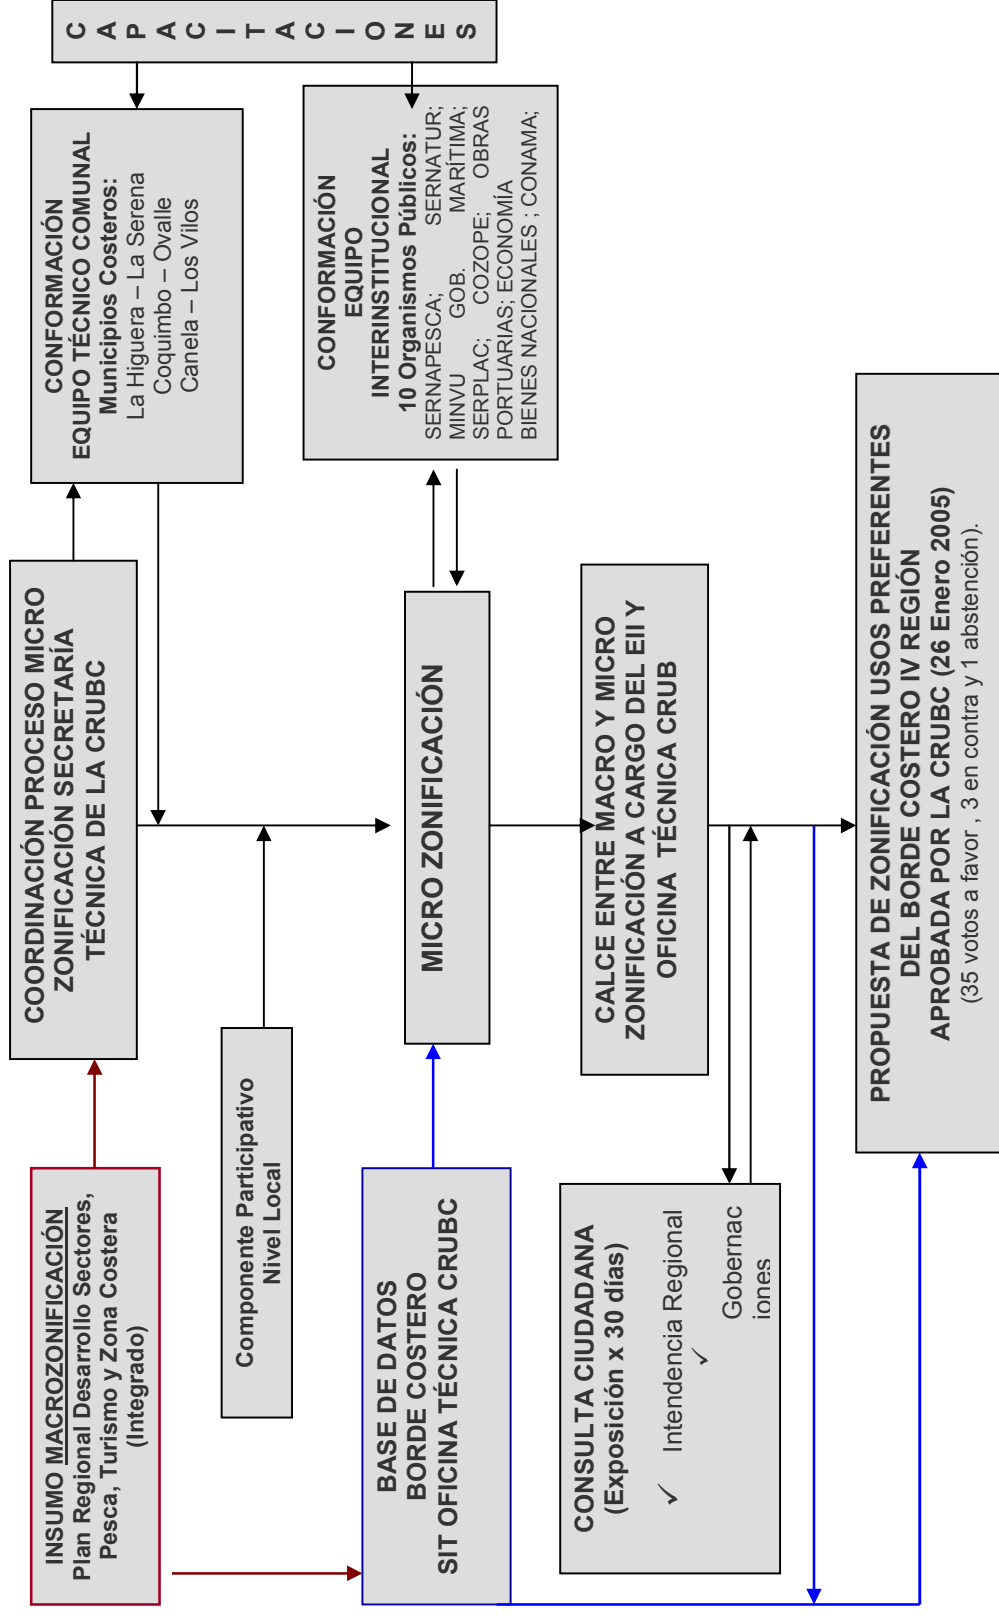 INSUMO MACROZONIFICACIÓN
Plan Regional Desarrollo Sectores,
Pesca, Turismo y Zona Costera
(Integrado)
COORDINACIÓN PROCESO MICRO
ZONIFICACIÓN SECRETARÍA
TÉCNICA DE LA CRUBC
CONFORMACIÓN
EQUIPO TÉCNICO COMUNAL
Municipios Costeros:
La Higuera – La Serena
Coquimbo – Ovalle
Canela – Los Vilos
C A P A C I T A C I O N E S
Componente Participativo
Nivel Local
CONFORMACIÓN
EQUIPO
INTERINSTITUCIONAL
10 Organismos Públicos:
SERNAPESCA; SERNATUR;
MINVU GOB. MARÍTIMA;
SERPLAC; COZOPE; OBRAS
PORTUARIAS; ECONOMÍA
BIENES NACIONALES ; CONAMA;
BASE DE DATOS
BORDE COSTERO
SIT OFICINA TÉCNICA CRUBC
MICRO ZONIFICACIÓN
CALCE ENTRE MACRO Y MICRO
ZONIFICACIÓN A CARGO DEL EII Y
OFICINA TÉCNICA CRUB
CONSULTA CIUDADANA
(Exposición x 30 días)
✓ Intendencia Regional
✓
Gobernac
iones
PROPUESTA DE ZONIFICACIÓN USOS PREFERENTES
DEL BORDE COSTERO IV REGIÓN
APROBADA POR LA CRUBC (26 Enero 2005)
(35 votos a favor , 3 en contra y 1 abstención).